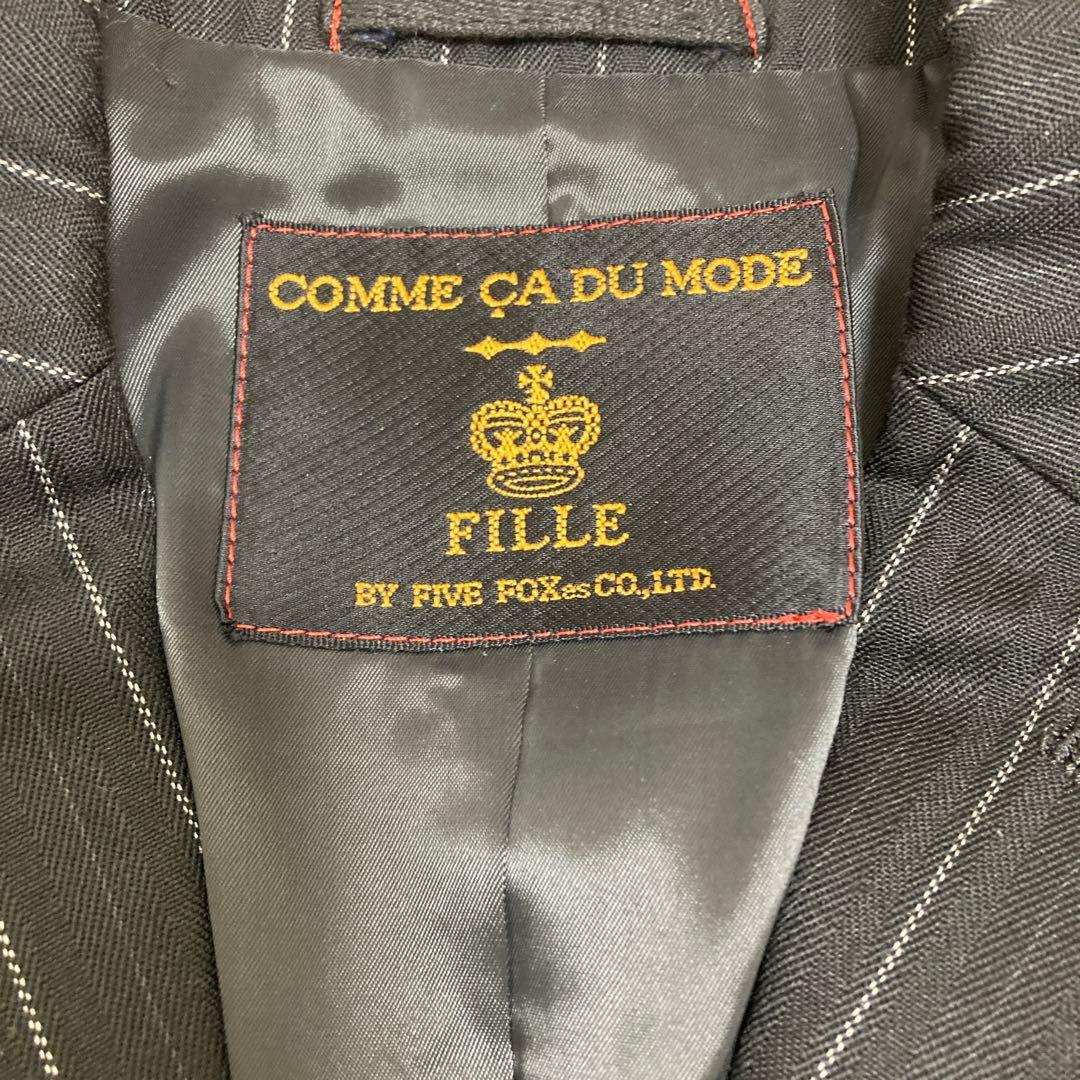 COMME ÇA DU MODE
FILLE
BY FIVE FOXes CO., LTD.